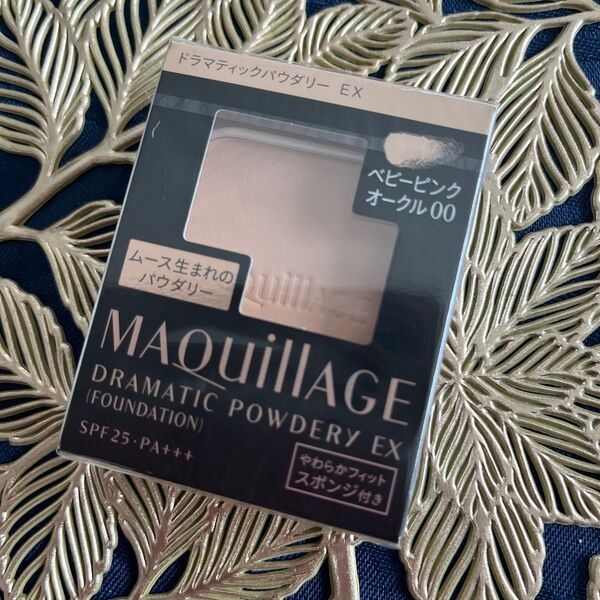 ドラマティックパウダリー EX
ベビーピンク
オークル00
ムース生まれの
パウダリー
MAQuillAGE
DRAMATIC POWDERY EX
(FOUNDATION)
SPF25・PA+++
やわらかフィット
スポンジ付き